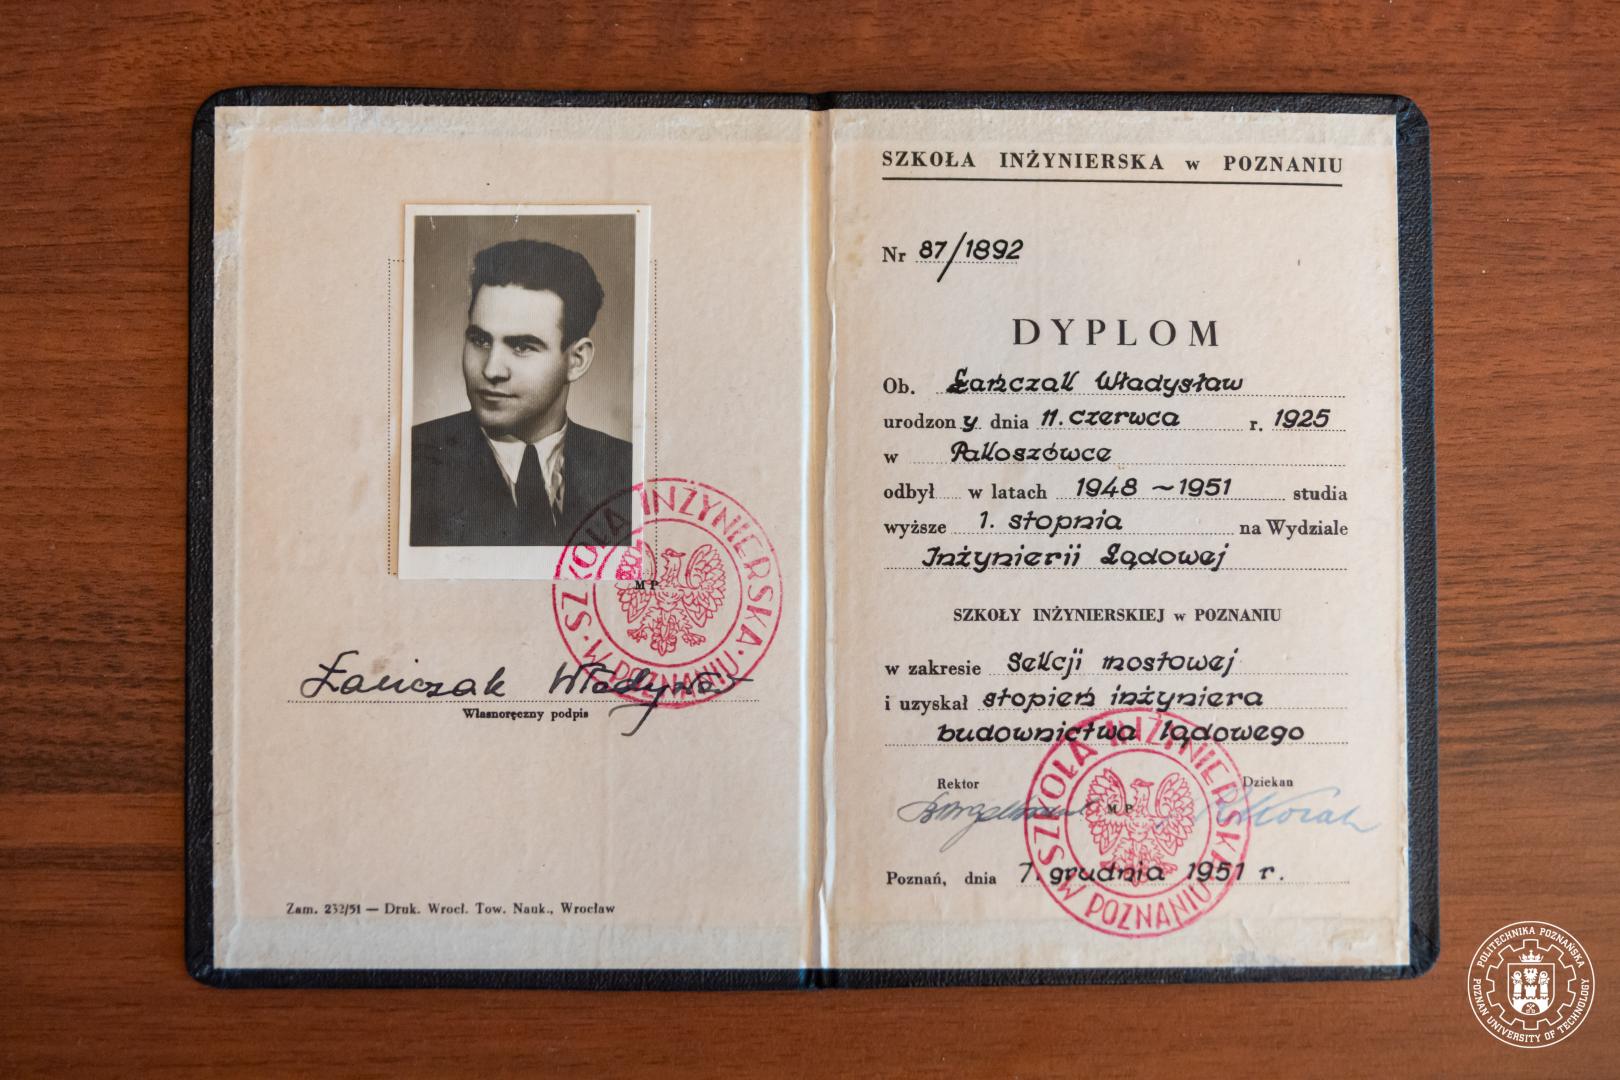 M P
Łańczak Władysław
Własnoręczny podpis
Zam. 232/51 — Druk. Wrocł. Tow. Nauk., Wrocław
SZKOŁA INŻYNIERSKA W POZNANIU
SZKOŁA INŻYNIERSKA w POZNANIU
Nr 87/1892
DYPLOM
Ob. Łańczak Władysław
urodzony dnia 11. czerwca r. 1925
w Pakoszówce
odbył w latach 1948 ~ 1951 studia
wyższe 1. stopnia na Wydziale
Inżynierii Lądowej
SZKOŁY INŻYNIERSKIEJ w POZNANIU
w zakresie Sekcji mostowej
i uzyskał stopień inżyniera
budownictwa lądowego
Rektor Dziekan
M P
Poznań, dnia 7. grudnia 1951 r.
SZKOŁA INŻYNIERSKA W POZNANIU
POLITECHNIKA POZNAŃSKA
POZNAN UNIVERSITY OF TECHNOLOGY